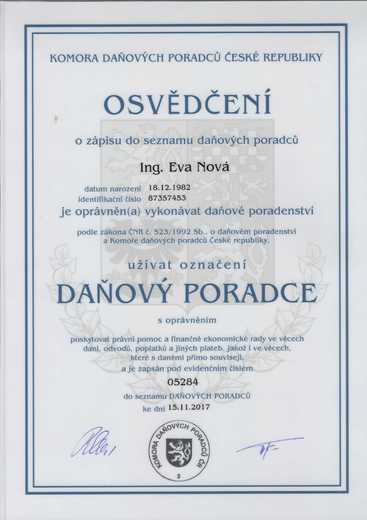 KOMORA DAŇOVÝCH PORADCŮ ČESKÉ REPUBLIKY
OSVĚDČENÍ
o zápisu do seznamu daňových poradců
Ing. Eva Nová
datum narození 18.12.1982
identifikační číslo 87357453
je oprávněn(a) vykonávat daňové poradenství
podle zákona ČNR č. 523/1992 Sb., o daňovém poradenství
a Komoře daňových poradců České republiky,
užívat označení
DAŇOVÝ PORADCE
s oprávněním
poskytovat právní pomoc a finančně ekonomické rady ve věcech
daní, odvodů, poplatků a jiných plateb, jakož i ve věcech,
které s daněmi přímo souvisejí,
a je zapsán pod evidenčním číslem
05284
do seznamu DAŇOVÝCH PORADCŮ
ke dni 15.11.2017
KOMORA DAŇOVÝCH PORADCŮ ČR